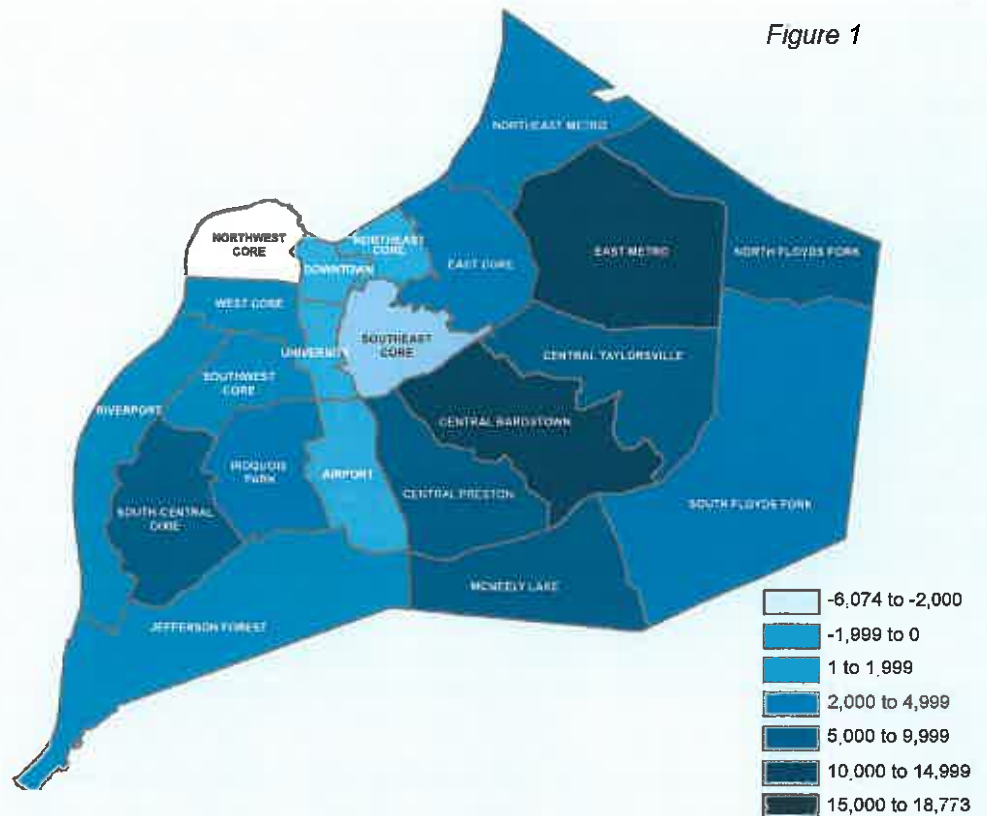 Figure 1
NORTHEAST METRO
NORTHWEST
CORE
NORTHEAST
CORE
DOWNTOWN
EAST CORE
EAST METRO
NORTH FLOYDS FORK
WEST CORE
SOUTHEAST
CORE
UNIVERSITY
CENTRAL TAYLORSVILLE
SOUTHWEST
CORE
RIVERPORT
CENTRAL BARDSTOWN
IROQUOIS
PARK
AIRPORT
CENTRAL PRESTON
SOUTH CENTRAL
DIXIE
SOUTH FLOYDS FORK
MCNEELY LAKE
JEFFERSON FOREST
-6,074 to -2,000
-1,999 to 0
1 to 1,999
2,000 to 4,999
5,000 to 9,999
10,000 to 14,999
15,000 to 18,773